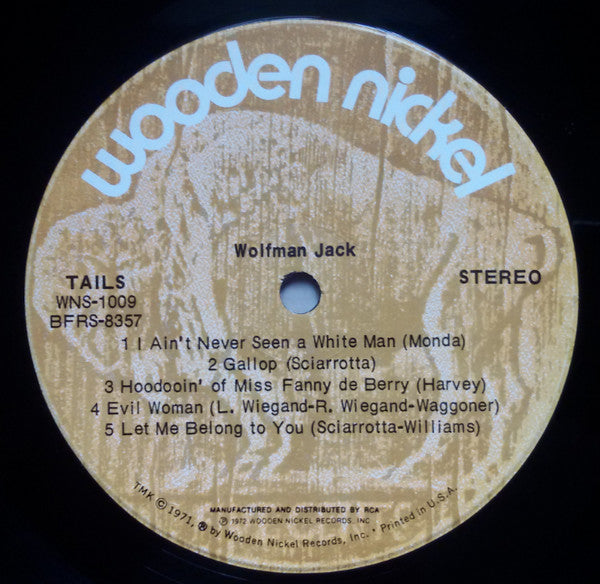 wooden nickel
Wolfman Jack
TAILS
WNS-1009
BFRS-8357
STEREO
1 I Ain't Never Seen a White Man (Monda)
2 Gallop (Sciarrotta)
3 Hoodooin' of Miss Fanny de Berry (Harvey)
4 Evil Woman (L. Wiegand-R. Wiegand-Waggoner)
5 Let Me Belong to You (Sciarrotta-Williams)
MANUFACTURED AND DISTRIBUTED BY RCA
℗ 1972 WOODEN NICKEL RECORDS, INC
TMK © 1971, ® by Wooden Nickel Records, Inc. • Printed in U.S.A.